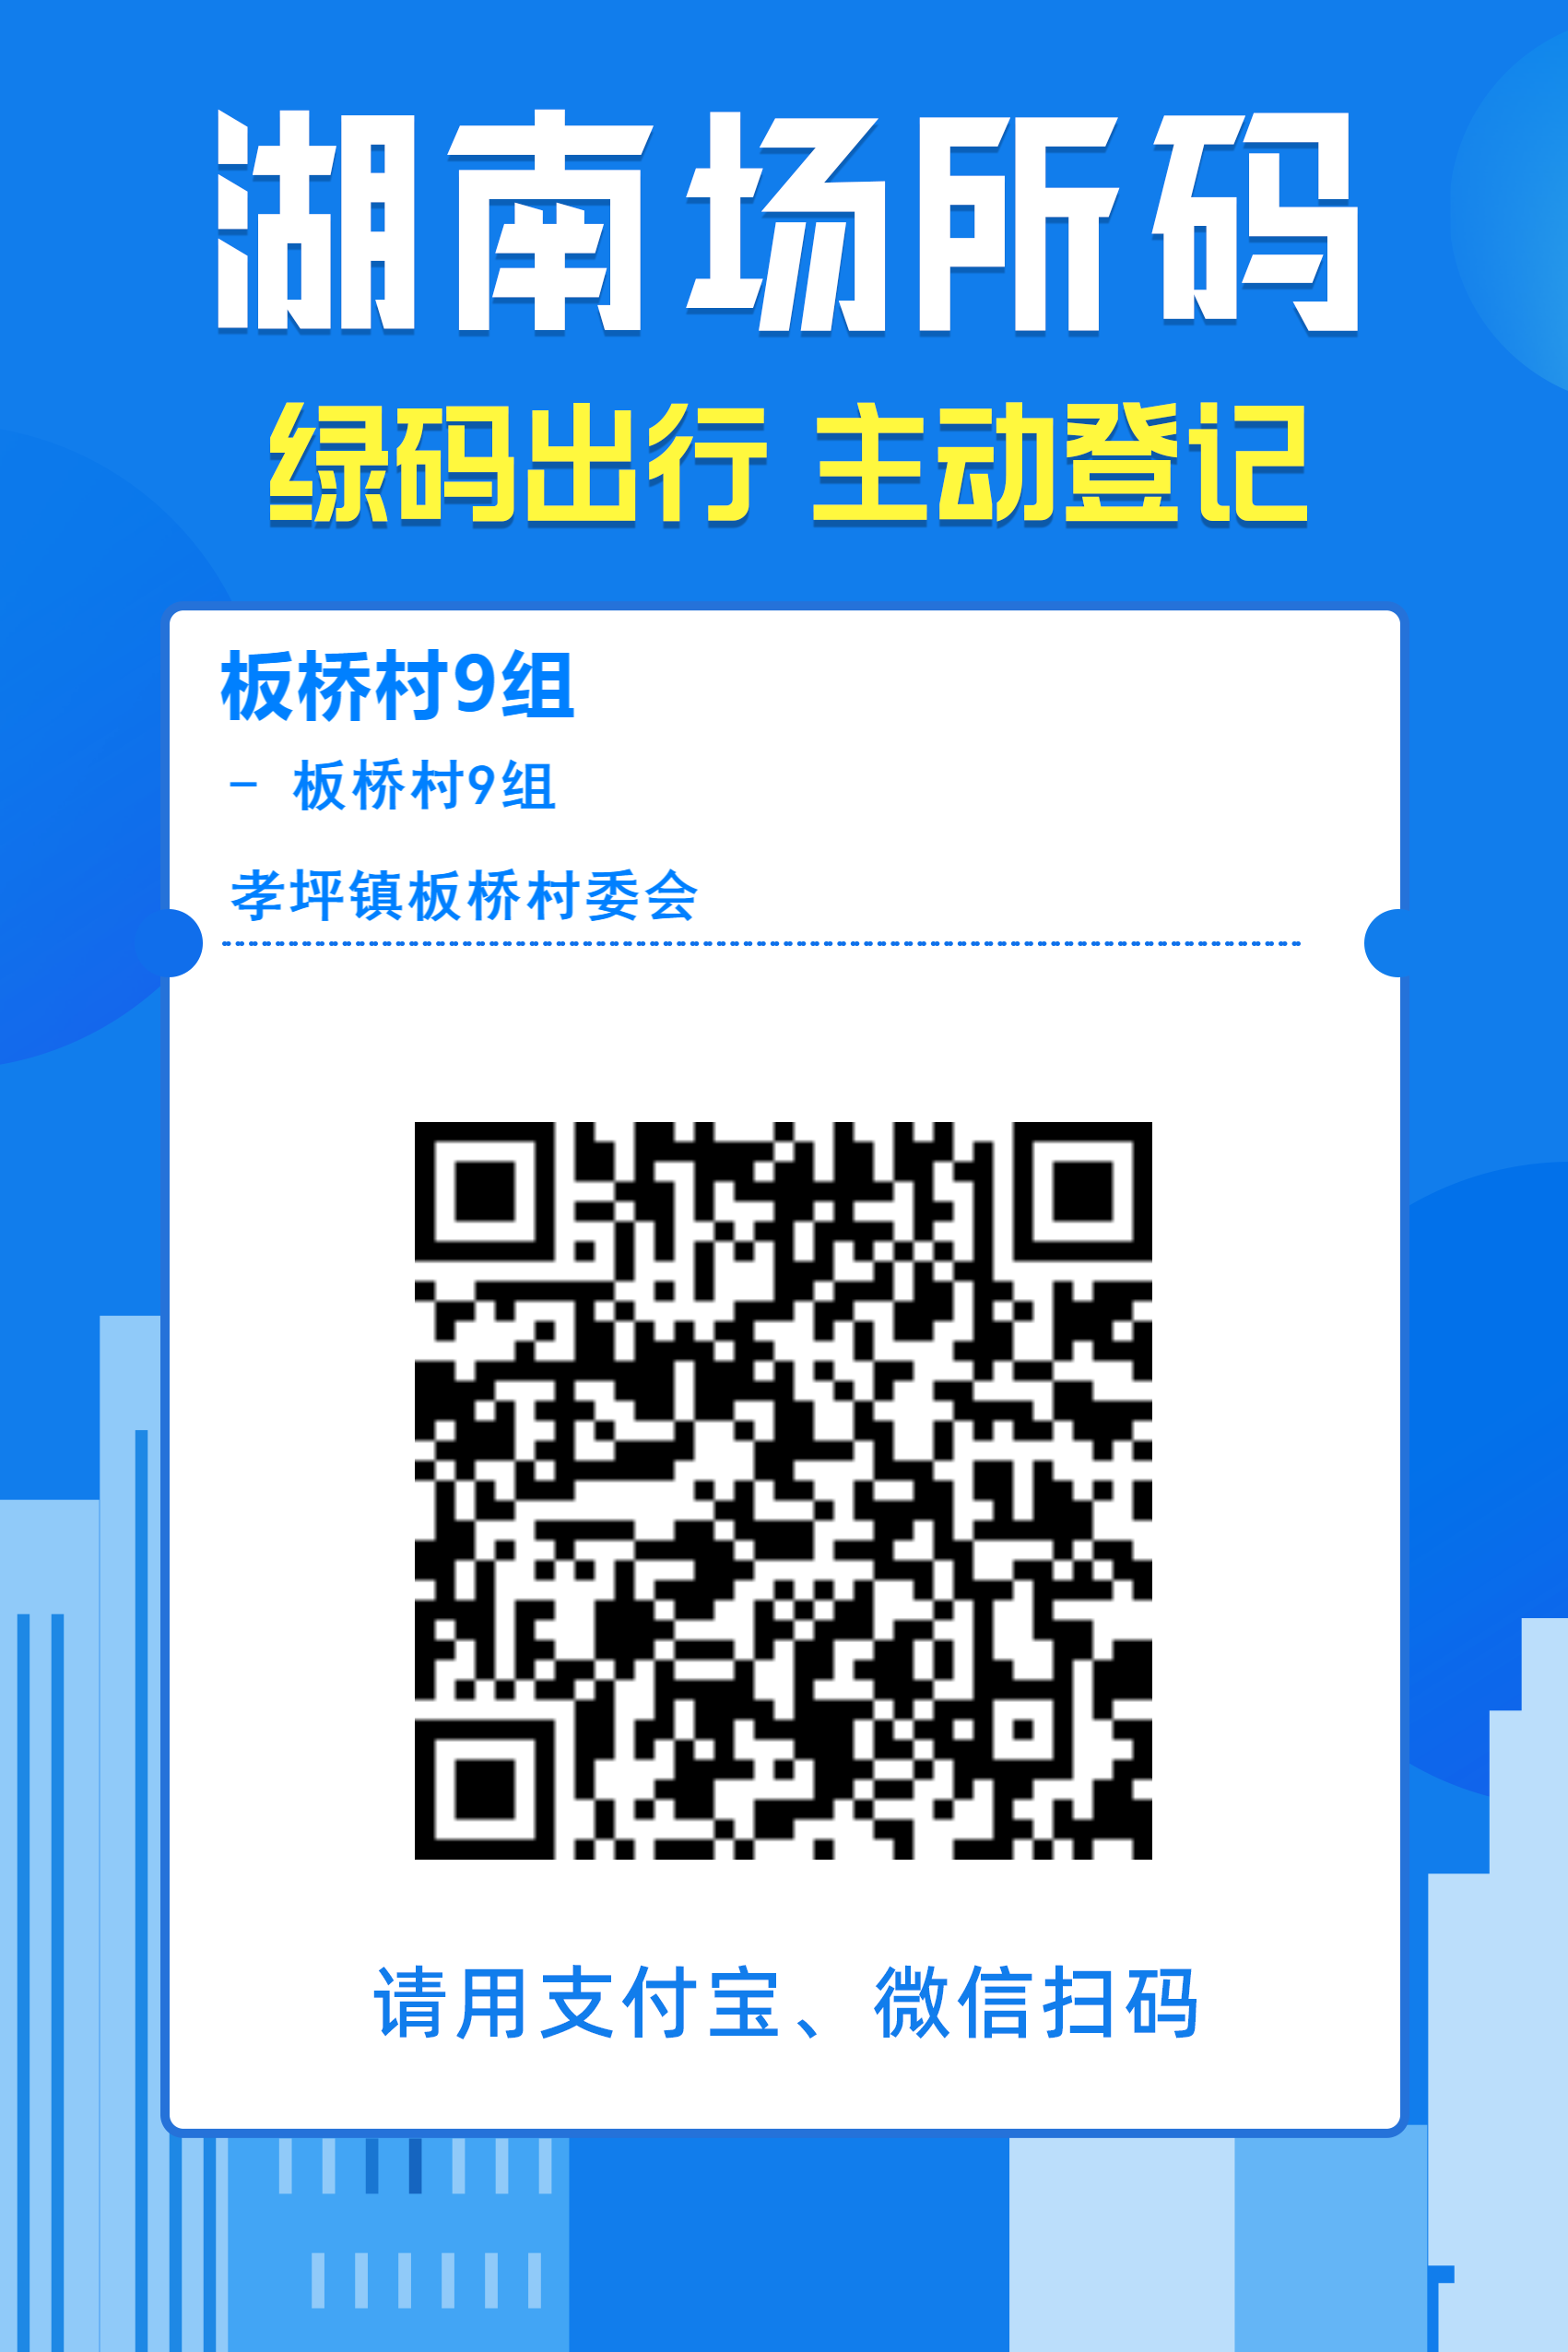 湖南场所码
绿码出行 主动登记
板桥村9组
– 板桥村9组
孝坪镇板桥村委会
请用支付宝、微信扫码